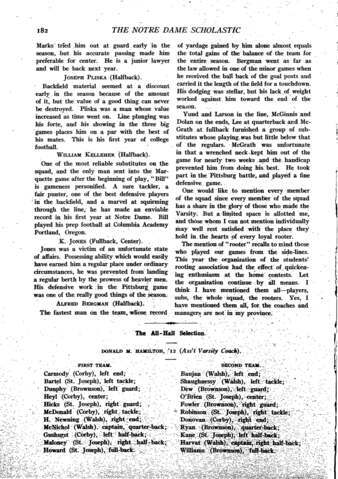 182
THE NOTRE DAME SCHOLASTIC
Marks tried him out at guard early in the
season, but his accurate passing made him
preferable for center. He is a junior lawyer
and will be back next year.
JOSEPH PLISKA (Halfback).
Backfield material seemed at a discount
early in the season because of the amount
of it, but the value of a good thing can never
be destroyed. Pliska was a man whose value
increased as time went on. Line plunging was
his forte, and his showing in the three big
games places him on a par with the best of
his mates. This is his first year of college
football.
WILLIAM KELLEHER (Halfback).
One of the most reliable substitutes on the
squad, and the only man sent into the Mar-
quette game after the beginning of play, "Bill"
is gameness personified. A sure tackler, a
fair punter, one of the best defensive players
in the backfield, and a marvel at squirming
through the line, he has made an enviable
record in his first year at Notre Dame. Bill
played his prep football at Columbia Academy
Portland, Oregon.
K. JONES (Fullback, Center).
Jones was a victim of an unfortunate state
of affairs. Possessing ability which would easily
have earned him a regular place under ordinary
circumstances, he was prevented from landing
a regular berth by the prowess of heavier men.
His defensive work in the Pittsburg game
was one of the really good things of the season.
ALFRED BERGMAN (Halfback).
The fastest man on the team, whose record
of yardage gained by him alone almost equals
the total gains of the balance of the team for
the entire season. Bergman went as far as
the law allowed in one of the minor games when
he received the ball back of the goal posts and
carried it the length of the field for a touchdown.
His dodging was stellar, but his lack of weight
worked against him toward the end of the
season.
Yund and Larson in the line, McGinnis and
Dolan on the ends, Lee at quarterback and Mc-
Grath at fullback furnished a group of sub-
stitutes whose playing was but little below that
of the regulars. McGrath was unfortunate
in that a wrenched neck kept him out of the
game for nearly two weeks and the handicap
prevented him from doing his best. He took
part in the Pittsburg battle, and played a fine
defensive game.
One would like to mention every member
of the squad since every member of the squad
has a share in the glory of those who made the
Varsity. But a limited space is allotted me,
and those whom I can not mention individually
may well rest satisfied with the place they
hold in the hearts of every loyal rooter.
The mention of "rooter" recalls to mind those
who played our games from the side-lines.
This year the organization of the students'
rooting association had the effect of quicken-
ing enthusiasm at the home contests. Let
the organization continue by all means. I
think I have mentioned them all—players,
subs, the whole squad, the rooters. Yes, I
have mentioned them all, for the coaches and
managers are not in my province.
The All-Hall Selection.
DONALD M. HAMILTON, '12 (Ass't Varsity Coach).
FIRST TEAM.
Carmody (Corby), left end;
Bartel (St. Joseph), left tackle;
Dunphy (Brownson), left guard;
Heyl (Corby), center;
Hicks (St. Joseph), right guard;
McDonald (Corby), right tackle;
H. Newning (Walsh), right end;
McNichol (Walsh), captain, quarter-back;
Gushurst (Corby), left half-back;
Maloney (St. Joseph), right half-back;
Howard (St. Joseph), full-back.
SECOND TEAM.
Baujan (Walsh), left end;
Shaughnessy (Walsh), left tackle;
Dew (Brownson), left guard;
O'Brien (St. Joseph), center;
Fowler (Brownson), right guard;
Robinson (St. Joseph), right tackle;
Donovan (Corby), right end;
Ryan (Brownson), quarter-back;
Kane (St. Joseph), left half-back;
Harvat (Walsh), captain, right half-back;
Williams (Brownson), full-back.